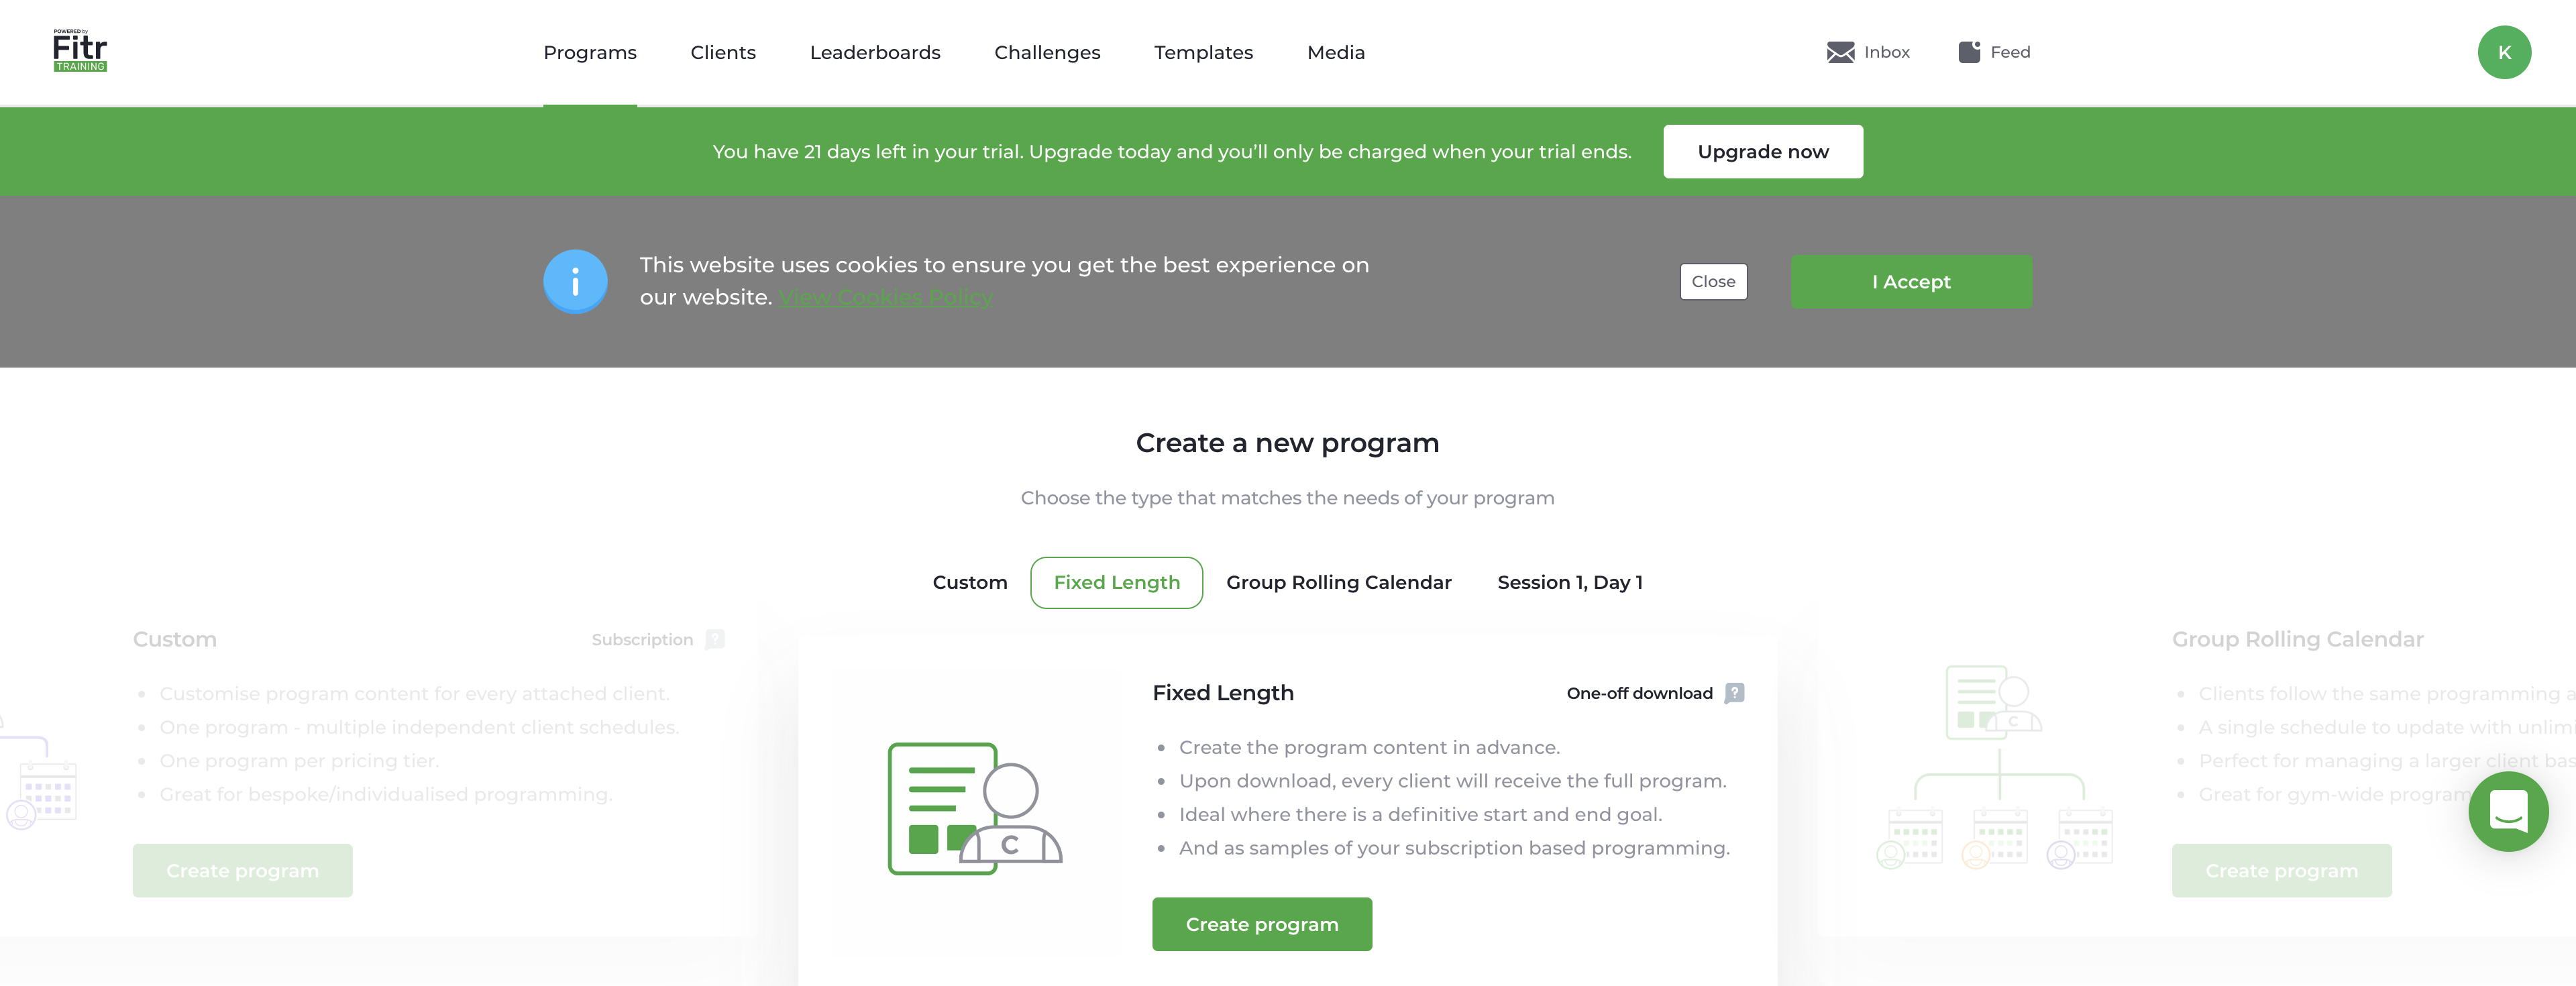 POWERED by
Fitr
TRAINING
Programs
Clients
Leaderboards
Challenges
Templates
Media
Inbox
Feed
K
You have 21 days left in your trial. Upgrade today and you’ll only be charged when your trial ends.
Upgrade now
This website uses cookies to ensure you get the best experience on
our website. View Cookies Policy
Close
I Accept
Create a new program
Choose the type that matches the needs of your program
Custom
Fixed Length
Group Rolling Calendar
Session 1, Day 1
Custom
Subscription
?
Customise program content for every attached client.
One program - multiple independent client schedules.
One program per pricing tier.
Great for bespoke/individualised programming.
Create program
C
Fixed Length
One-off download
?
Create the program content in advance.
Upon download, every client will receive the full program.
Ideal where there is a definitive start and end goal.
And as samples of your subscription based programming.
Create program
C
Group Rolling Calendar
Clients follow the same programming
A single schedule to update with
Perfect for managing a larger client
Great for gym-wide
Create program